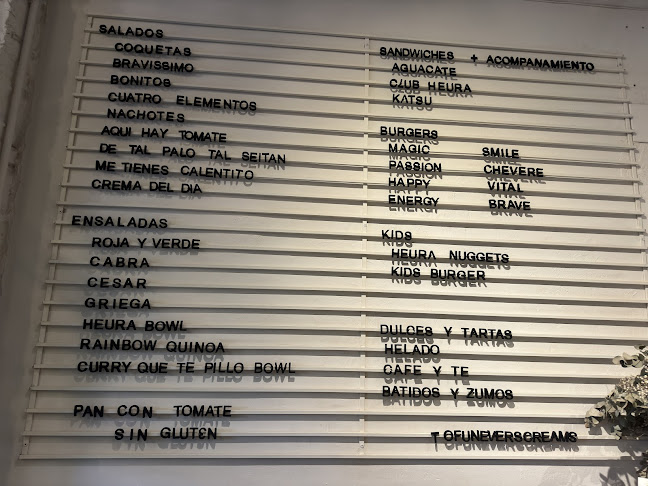 SALADOS
COQUETAS
BRAVISSIMO
BONITOS
CUATRO ELEMENTOS
NACHOTES
AQUI HAY TOMATE
DE TAL PALO TAL SEITAN
ME TIENES CALENTITO
CREMA DEL DIA
ENSALADAS
ROJA Y VERDE
CABRA
CESAR
GRIEGA
HEURA BOWL
RAINBOW QUINOA
CURRY QUE TE PILLO BOWL
PAN CON TOMATE
SIN GLUTEN
SANDWICHES + ACOMPANAMIENTO
AGUACATE
CLUB HEURA
KATSU
BURGERS
MAGIC SMILE
PASSION CHEVERE
HAPPY VITAL
ENERGY BRAVE
KIDS
HEURA NUGGETS
KIDS BURGER
DULCES Y TARTAS
HELADO
CAFE Y TE
BATIDOS Y ZUMOS
TOFUNEVERSCREAMS